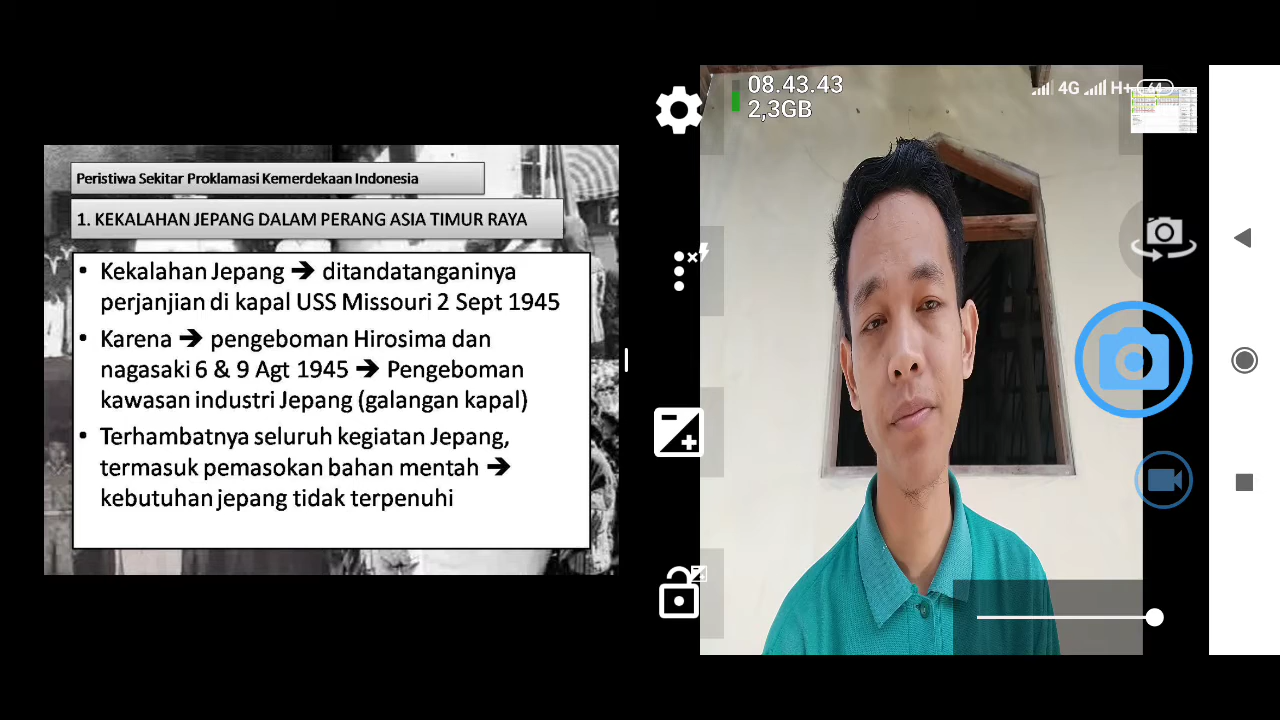 Peristiwa Sekitar Proklamasi Kemerdekaan Indonesia
1. KEKALAHAN JEPANG DALAM PERANG ASIA TIMUR RAYA
• Kekalahan Jepang ➔ ditandatanganinya
perjanjian di kapal USS Missouri 2 Sept 1945
• Karena ➔ pengeboman Hirosima dan
nagasaki 6 & 9 Agt 1945 ➔ Pengeboman
kawasan industri Jepang (galangan kapal)
• Terhambatnya seluruh kegiatan Jepang,
termasuk pemasokan bahan mentah ➔
kebutuhan jepang tidak terpenuhi
08.43.43
2,3GB
4G H+